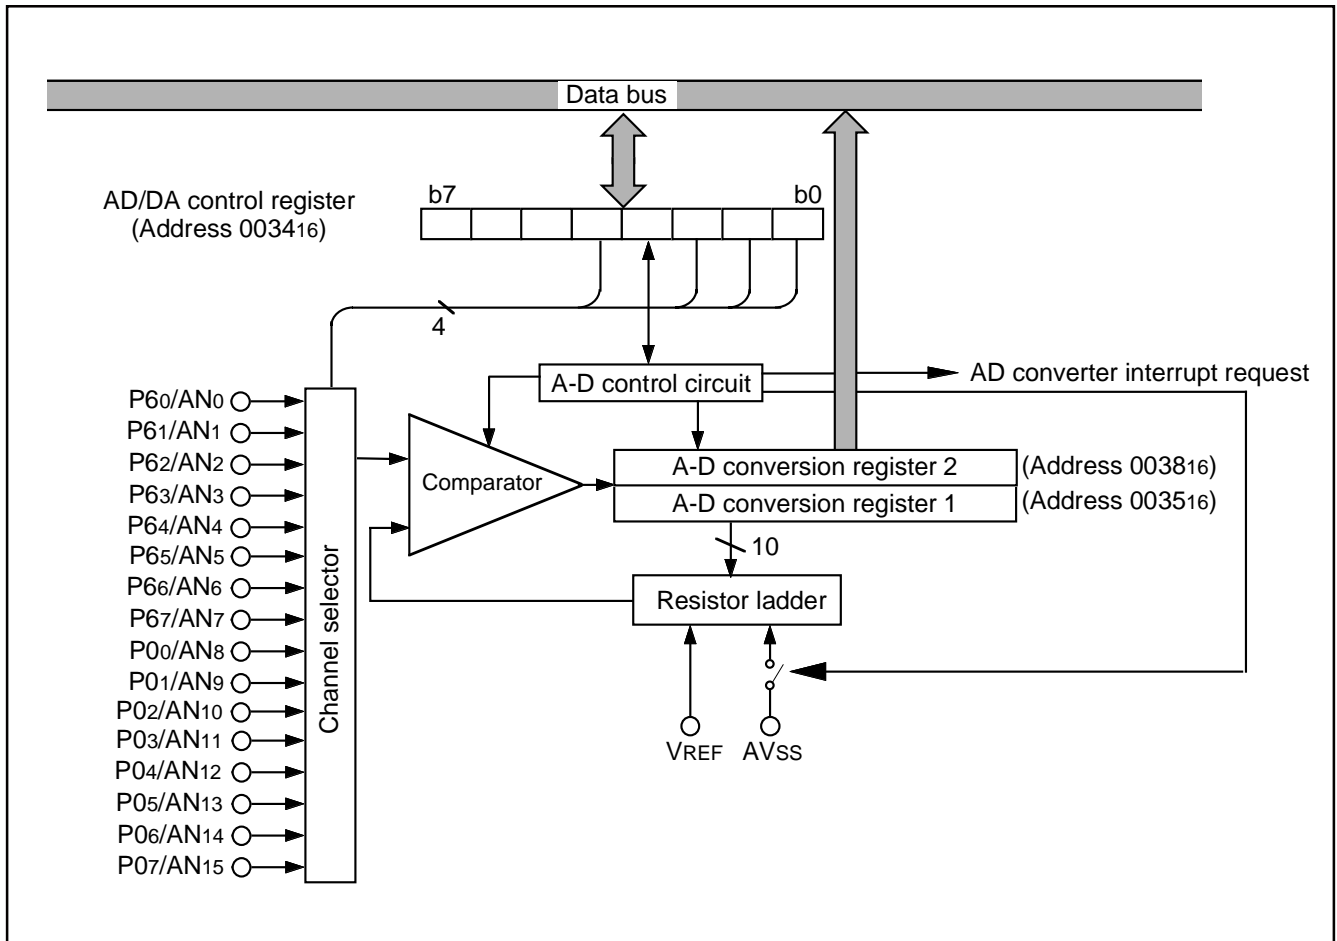 Data bus
AD/DA control register
(Address 003416)
b7
b0
4
A-D control circuit
AD converter interrupt request
P60/AN0
P61/AN1
P62/AN2
P63/AN3
P64/AN4
P65/AN5
P66/AN6
P67/AN7
P00/AN8
P01/AN9
P02/AN10
P03/AN11
P04/AN12
P05/AN13
P06/AN14
P07/AN15
Channel selector
Comparator
A-D conversion register 2
(Address 003816)
A-D conversion register 1
(Address 003516)
10
Resistor ladder
VREF
AVSS